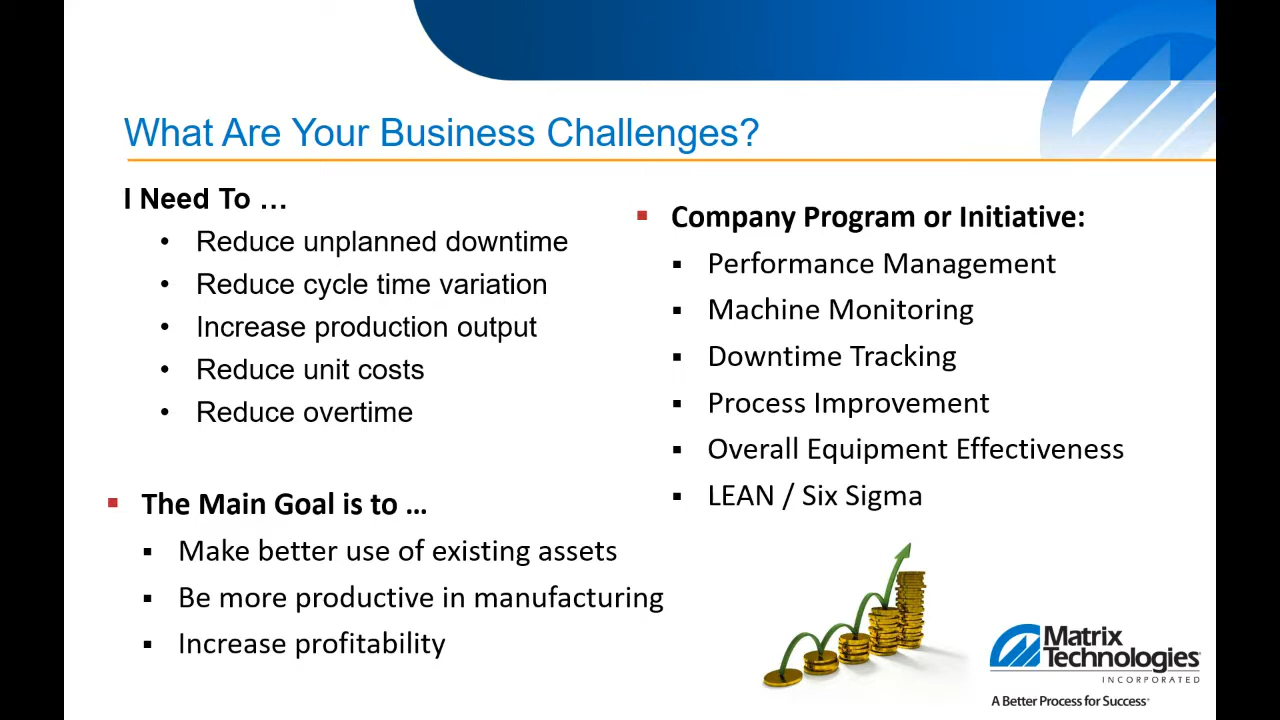 What Are Your Business Challenges?
I Need To …
• Reduce unplanned downtime
• Reduce cycle time variation
• Increase production output
• Reduce unit costs
• Reduce overtime
▪ The Main Goal is to …
▪ Make better use of existing assets
▪ Be more productive in manufacturing
▪ Increase profitability
▪ Company Program or Initiative:
▪ Performance Management
▪ Machine Monitoring
▪ Downtime Tracking
▪ Process Improvement
▪ Overall Equipment Effectiveness
▪ LEAN / Six Sigma
Matrix
Technologies
INCORPORATED
A Better Process for Success